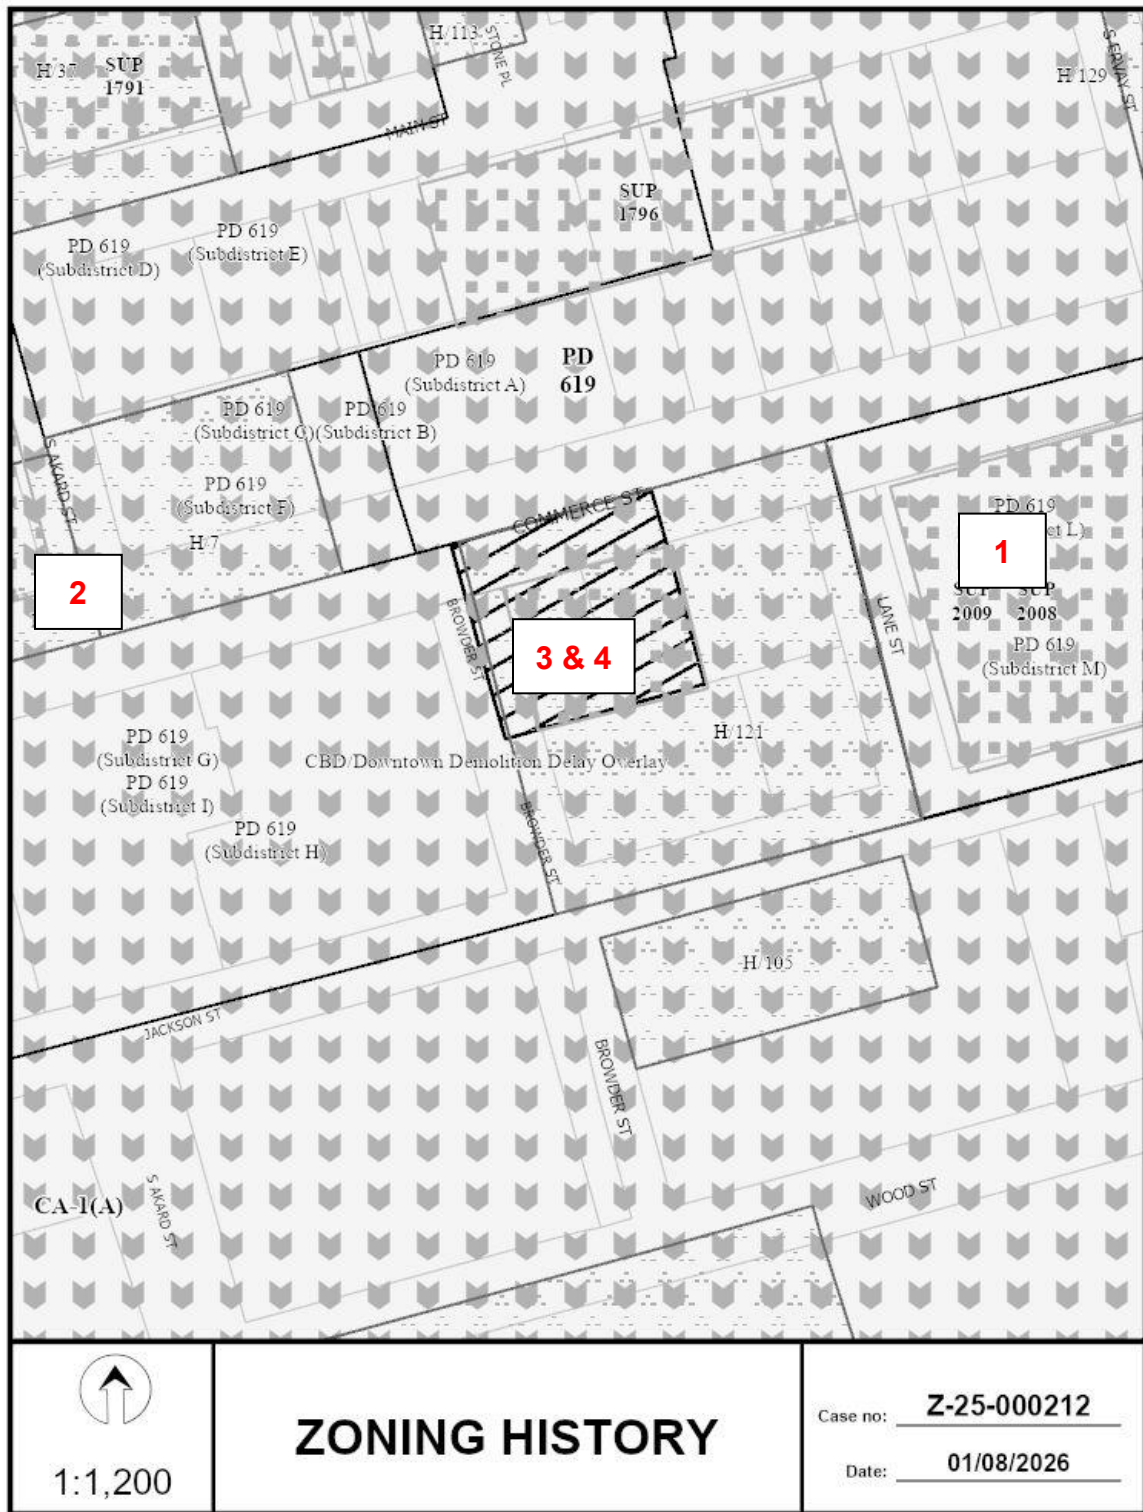 H/113
STONE PL
H/37
SUP
1791
S ERVAY ST
H/129
MAIN ST
SUP
1796
PD 619
(Subdistrict D)
PD 619
(Subdistrict E)
PD 619
(Subdistrict A)
PD
619
PD 619
(Subdistrict C)
PD 619
(Subdistrict B)
S AKARD ST
PD 619
(Subdistrict F)
H/7
COMMERCE ST
PD 619
ct L)
1
2
SUP
2009
SUP
2008
BROWDER ST
LANE ST
3 & 4
PD 619
(Subdistrict M)
H/121
PD 619
(Subdistrict G)
CBD/Downtown Demolition Delay Overlay
PD 619
(Subdistrict I)
PD 619
(Subdistrict H)
BROWDER ST
H/105
JACKSON ST
BROWDER ST
CA-1(A)
S AKARD ST
WOOD ST
1:1,200
ZONING HISTORY
Case no: Z-25-000212
Date: 01/08/2026